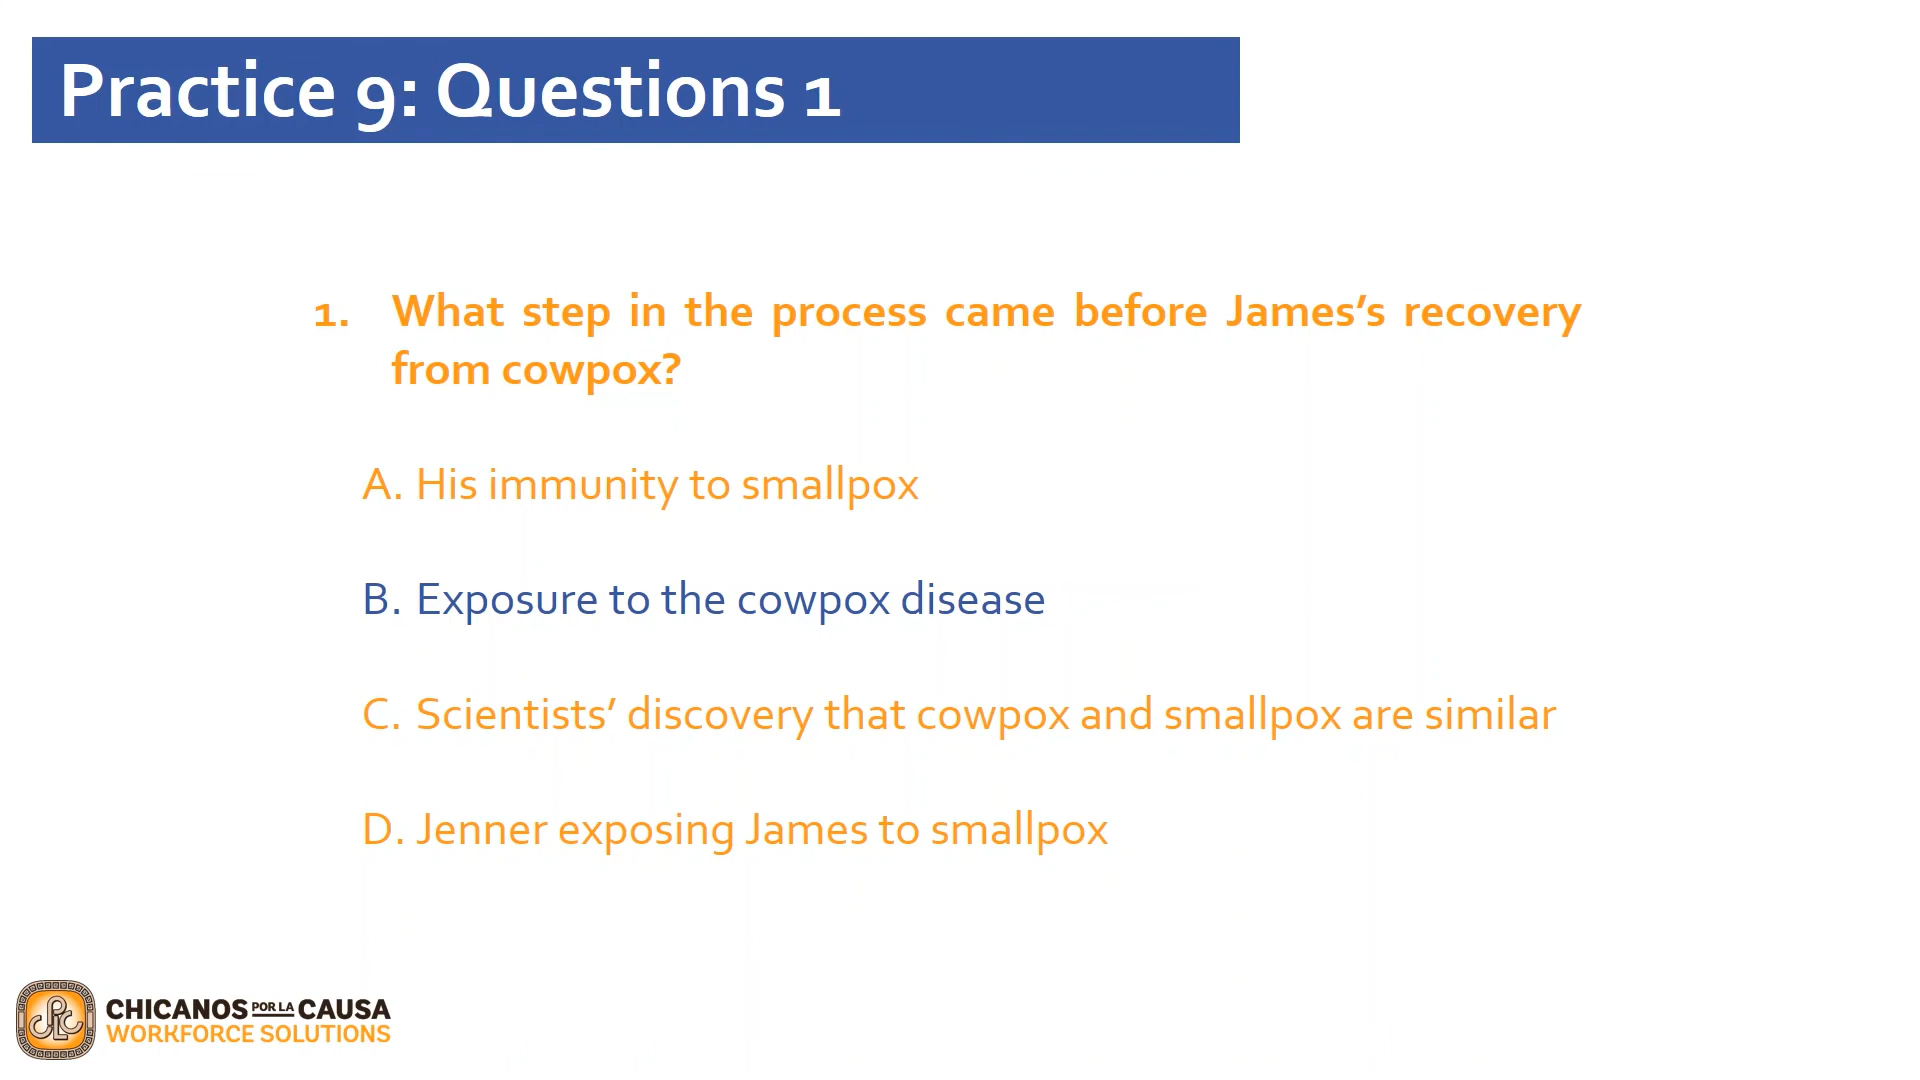 Practice 9: Questions 1
1. What step in the process came before James’s recovery
from cowpox?
A. His immunity to smallpox
B. Exposure to the cowpox disease
C. Scientists’ discovery that cowpox and smallpox are similar
D. Jenner exposing James to smallpox
CPLC
CHICANOS POR LA CAUSA
WORKFORCE SOLUTIONS